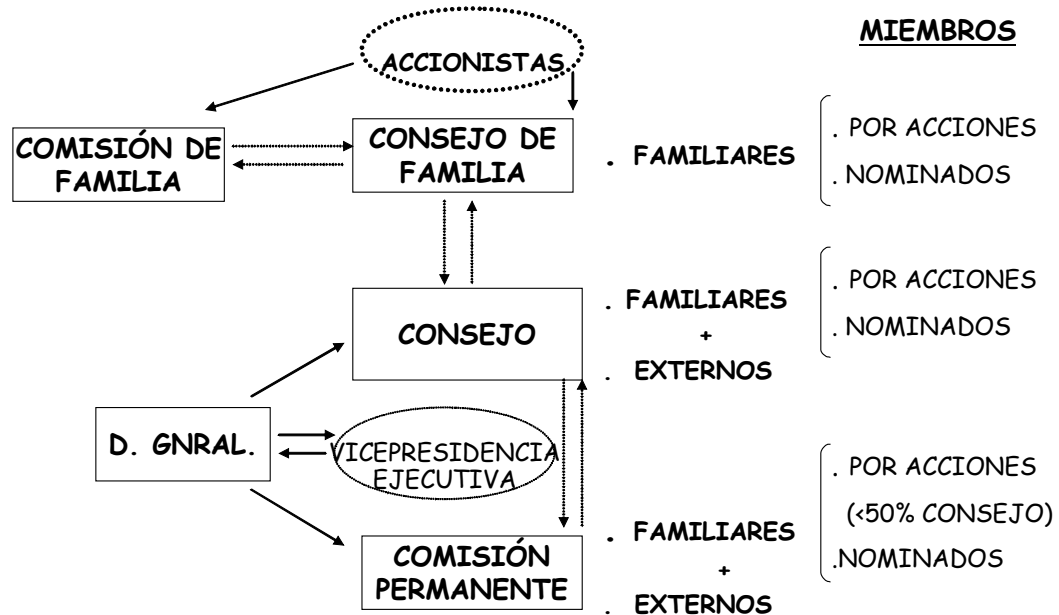 MIEMBROS
ACCIONISTAS
COMISIÓN DE
FAMILIA
CONSEJO DE
FAMILIA
. FAMILIARES
. POR ACCIONES
. NOMINADOS
CONSEJO
. FAMILIARES
+
. EXTERNOS
. POR ACCIONES
. NOMINADOS
D. GNRAL.
VICEPRESIDENCIA
EJECUTIVA
COMISIÓN
PERMANENTE
. FAMILIARES
+
. EXTERNOS
. POR ACCIONES
(<50% CONSEJO)
.NOMINADOS